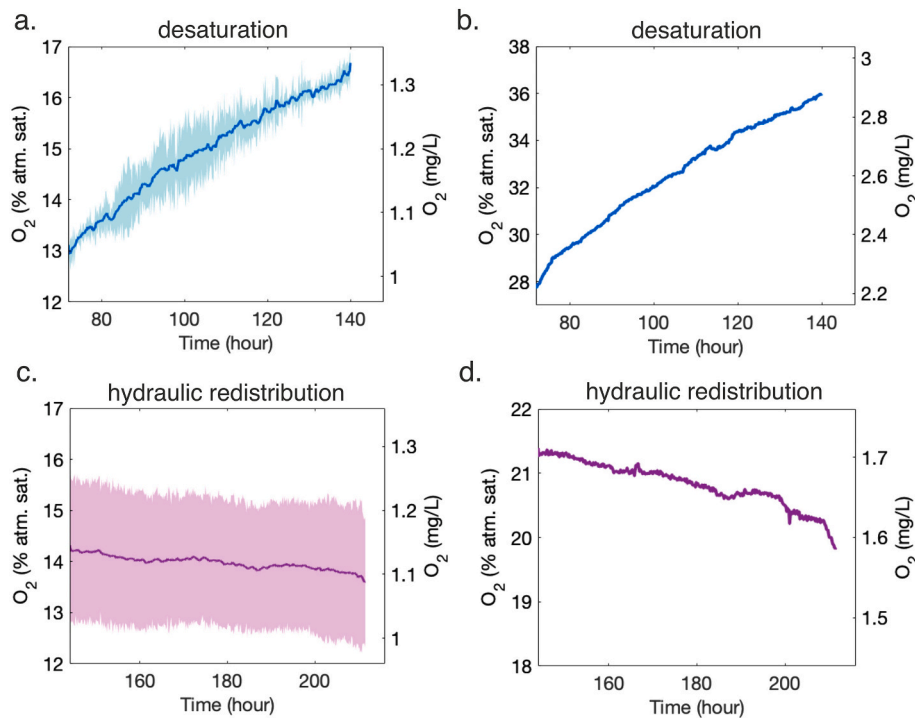 a.
desaturation
17
16
15
14
13
12
O2 (% atm. sat.)
1.3
1.2
1.1
1
O2 (mg/L)
80 100 120 140
Time (hour)
b.
desaturation
38
36
34
32
30
28
O2 (% atm. sat.)
3
2.8
2.6
2.4
2.2
O2 (mg/L)
80 100 120 140
Time (hour)
c.
hydraulic redistribution
17
16
15
14
13
12
O2 (% atm. sat.)
1.3
1.2
1.1
1
O2 (mg/L)
160 180 200
Time (hour)
d.
hydraulic redistribution
22
21
20
19
18
O2 (% atm. sat.)
1.7
1.6
1.5
O2 (mg/L)
160 180 200
Time (hour)